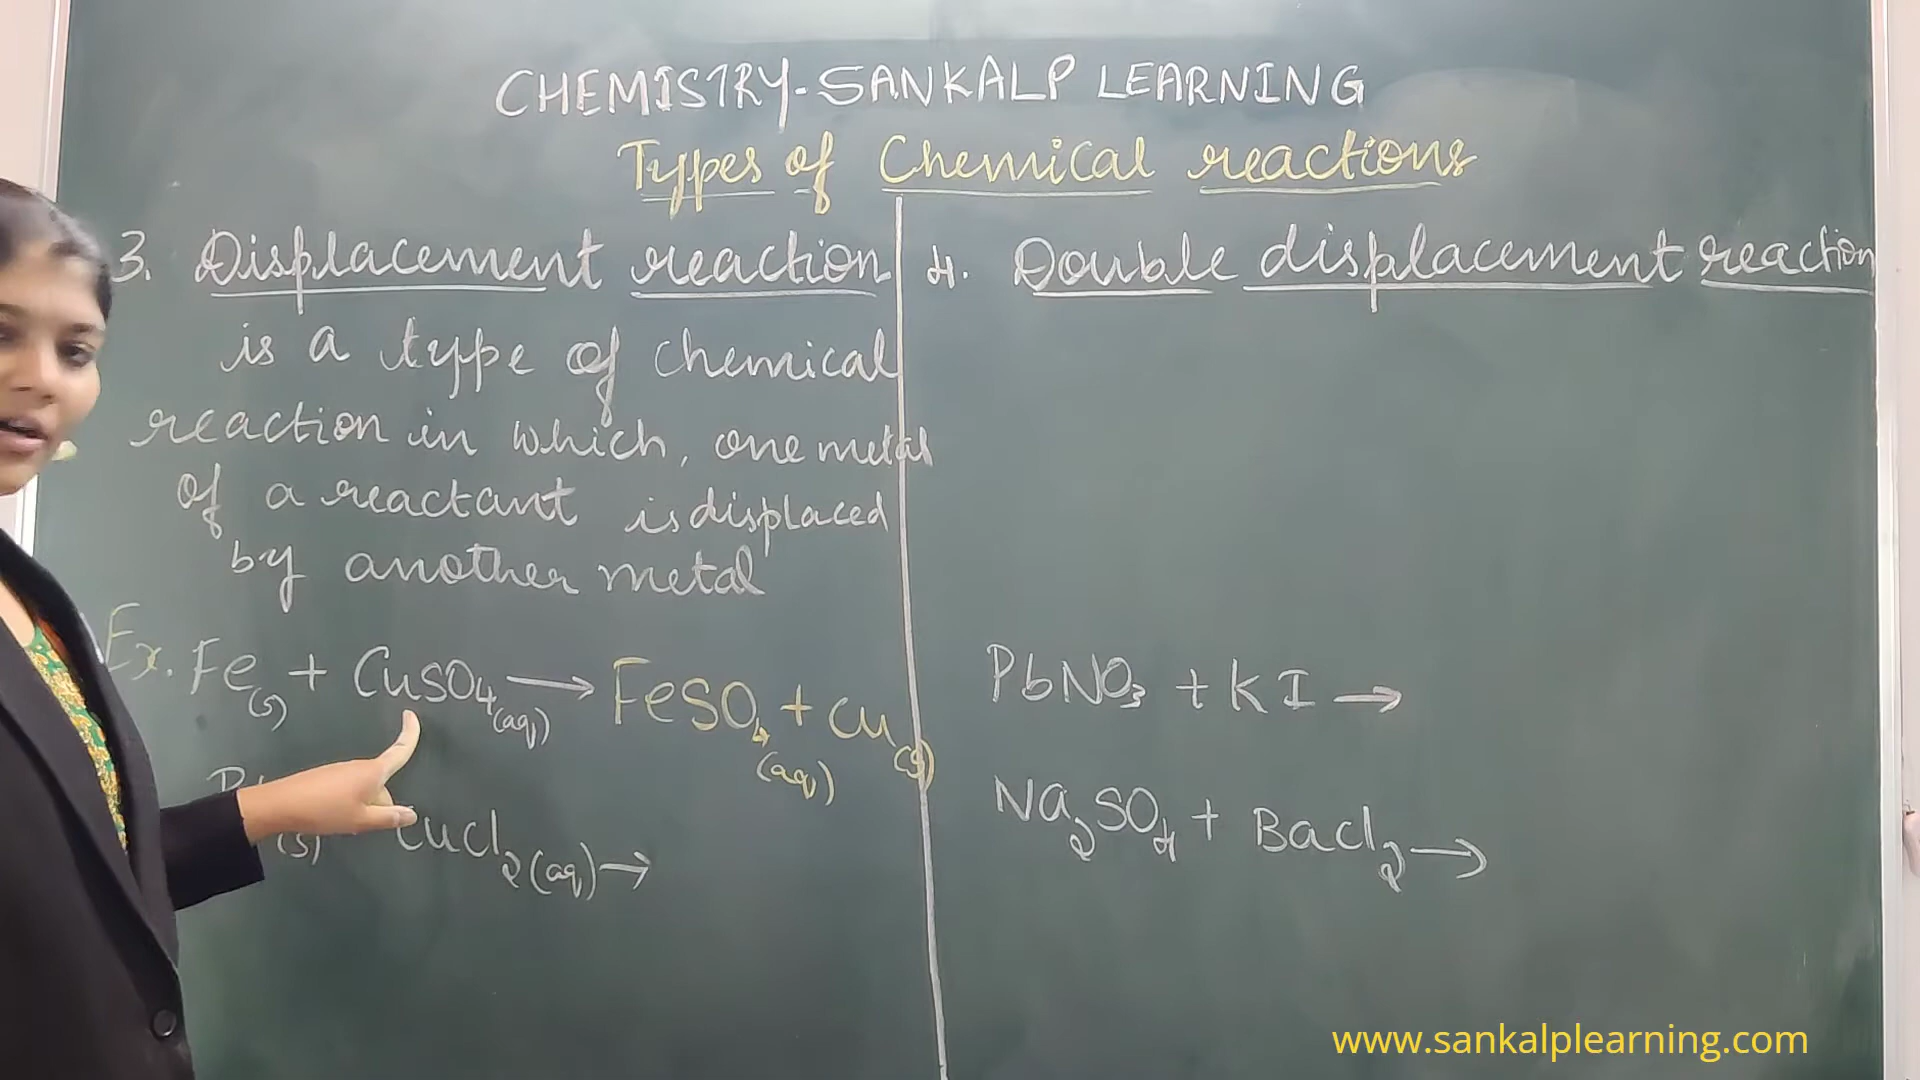 CHEMISTRY-SANKALP LEARNING
Types of Chemical reactions
3. Displacement reaction
is a type of chemical
reaction in which, one metal
of a reactant is displaced
by another metal
Ex. Fe(s) + CuSO4(aq) → FeSO4(aq) + Cu(s)
(s) CuCl2(aq) →
4. Double displacement reaction
PbNO3 + KI →
Na2SO4 + BaCl2 →
www.sankalplearning.com